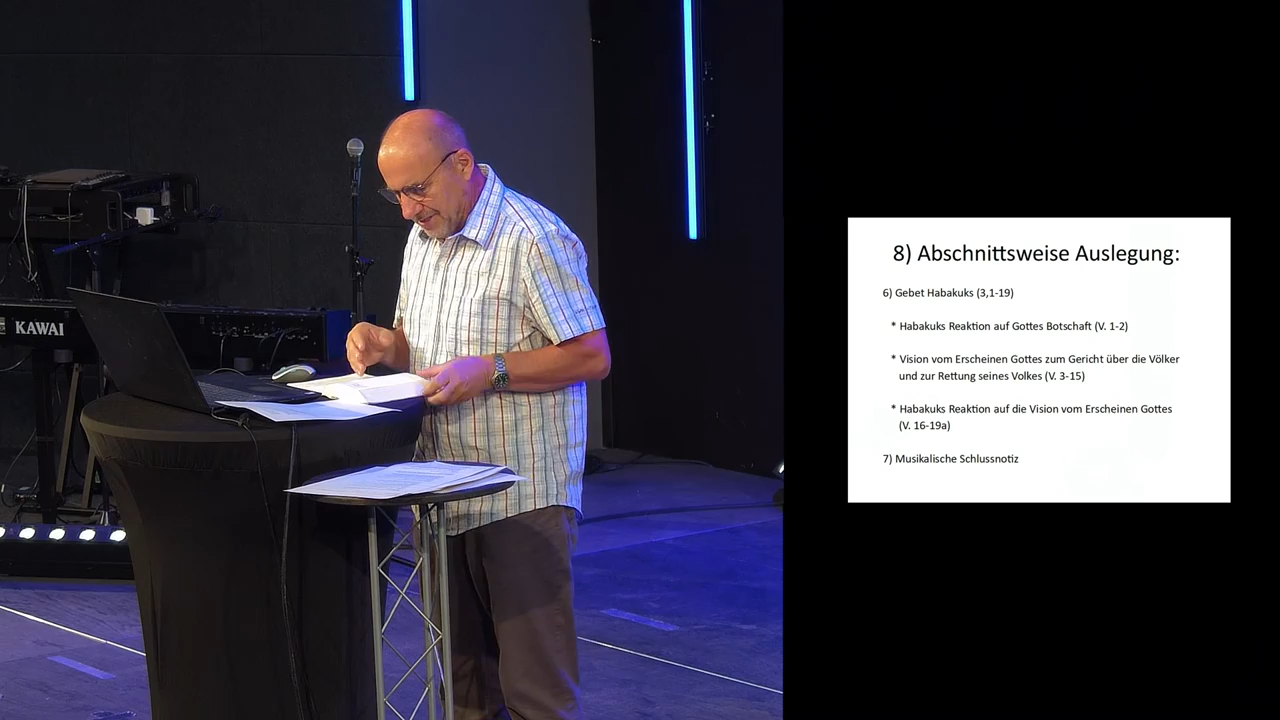 KAWAI
8) Abschnittsweise Auslegung:
6) Gebet Habakuks (3,1-19)
* Habakuks Reaktion auf Gottes Botschaft (V. 1-2)
* Vision vom Erscheinen Gottes zum Gericht über die Völker
und zur Rettung seines Volkes (V. 3-15)
* Habakuks Reaktion auf die Vision vom Erscheinen Gottes
(V. 16-19a)
7) Musikalische Schlussnotiz